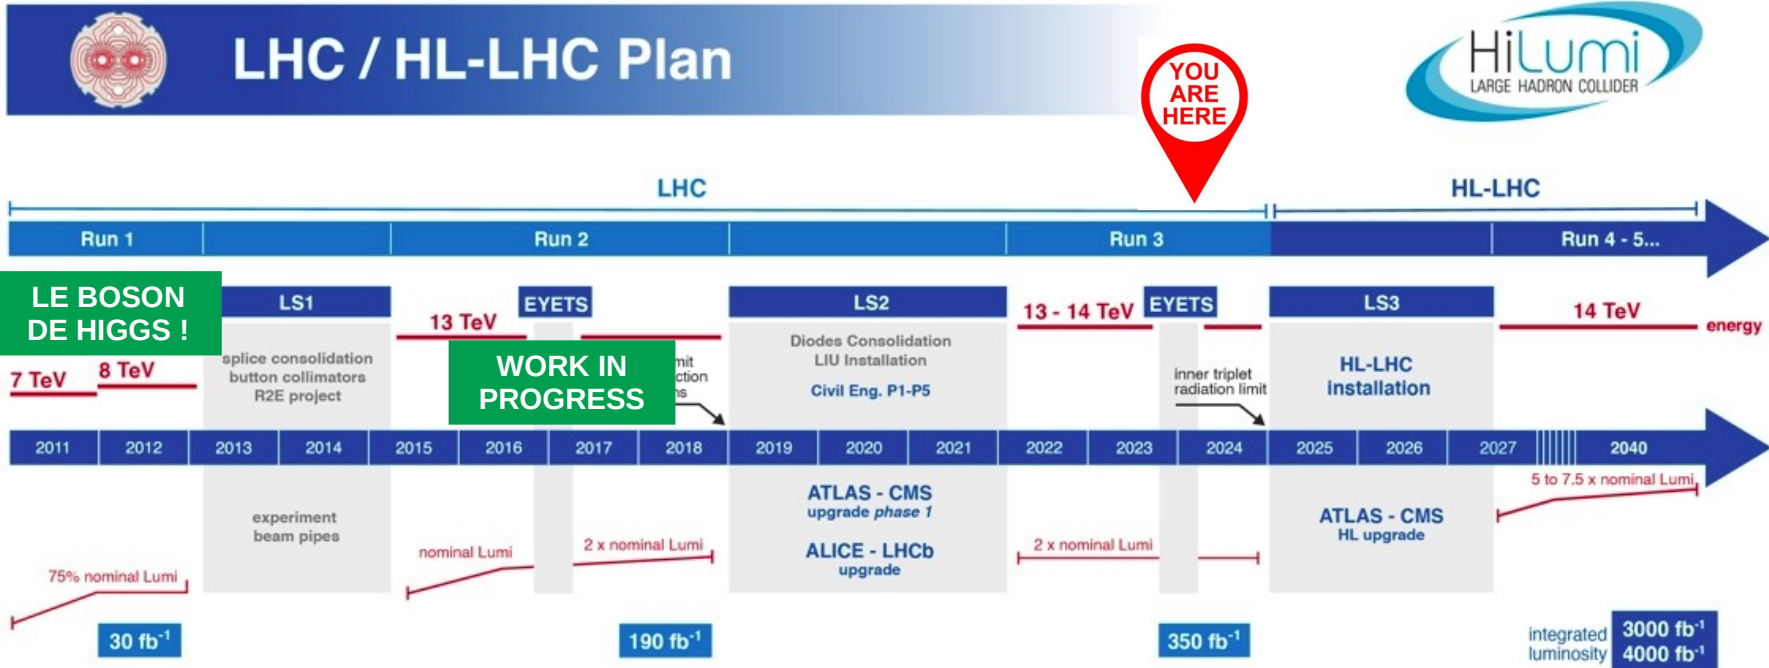 LHC / HL-LHC Plan
YOU
ARE
HERE
HiLumi
LARGE HADRON COLLIDER
LHC
HL-LHC
Run 1
Run 2
Run 3
Run 4 - 5...
LE BOSON
DE HIGGS !
LS1
EYETS
LS2
EYETS
LS3
7 TeV
8 TeV
13 TeV
13 - 14 TeV
14 TeV
energy
splice consolidation
button collimators
R2E project
WORK IN
PROGRESS
Diodes Consolidation
LIU Installation
Civil Eng. P1-P5
inner triplet
radiation limit
HL-LHC
installation
2011 2012 2013 2014 2015 2016 2017 2018 2019 2020 2021 2022 2023 2024 2025 2026 2027 2040
experiment
beam pipes
ATLAS - CMS
upgrade phase 1
ALICE - LHCb
upgrade
ATLAS - CMS
HL upgrade
75% nominal Lumi
nominal Lumi
2 x nominal Lumi
2 x nominal Lumi
5 to 7.5 x nominal Lumi
30 fb⁻¹
190 fb⁻¹
350 fb⁻¹
integrated
luminosity
3000 fb⁻¹
4000 fb⁻¹